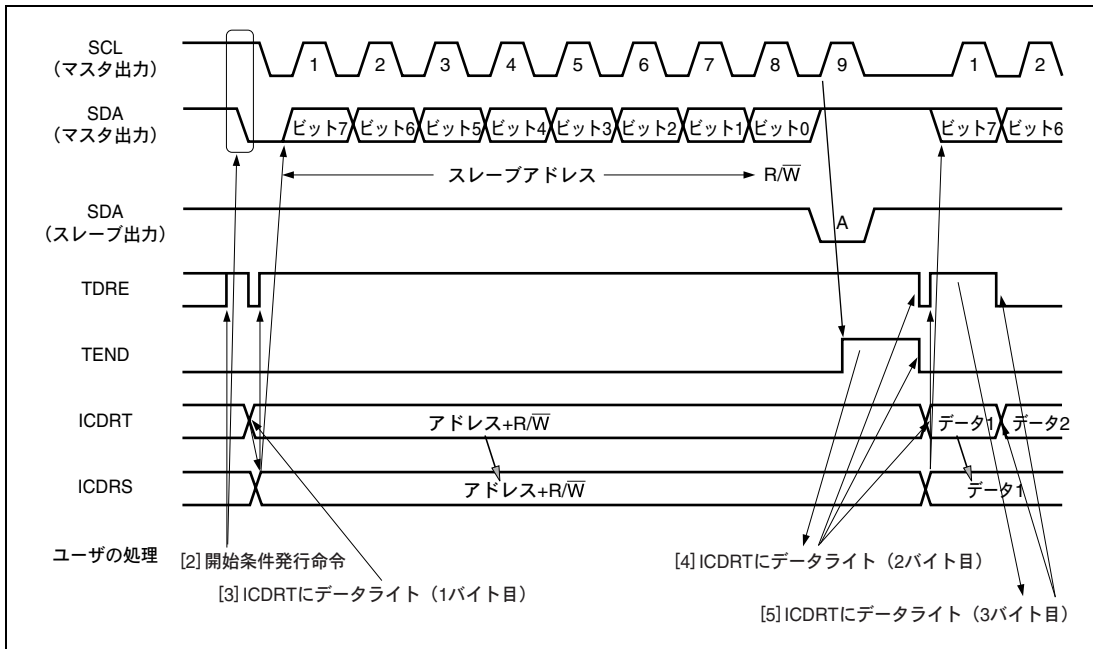 SCL
（マスタ出力）
1 2 3 4 5 6 7 8 9 1 2
SDA
（マスタ出力）
ビット7 ビット6 ビット5 ビット4 ビット3 ビット2 ビット1 ビット0 ビット7 ビット6
スレーブアドレス R/W̅
SDA
（スレーブ出力）
A
TDRE
TEND
ICDRT
アドレス+R/W̅ データ1 データ2
ICDRS
アドレス+R/W̅ データ1
ユーザの処理
[2] 開始条件発行命令
[4] ICDRTにデータライト（2バイト目）
[3] ICDRTにデータライト（1バイト目）
[5] ICDRTにデータライト（3バイト目）